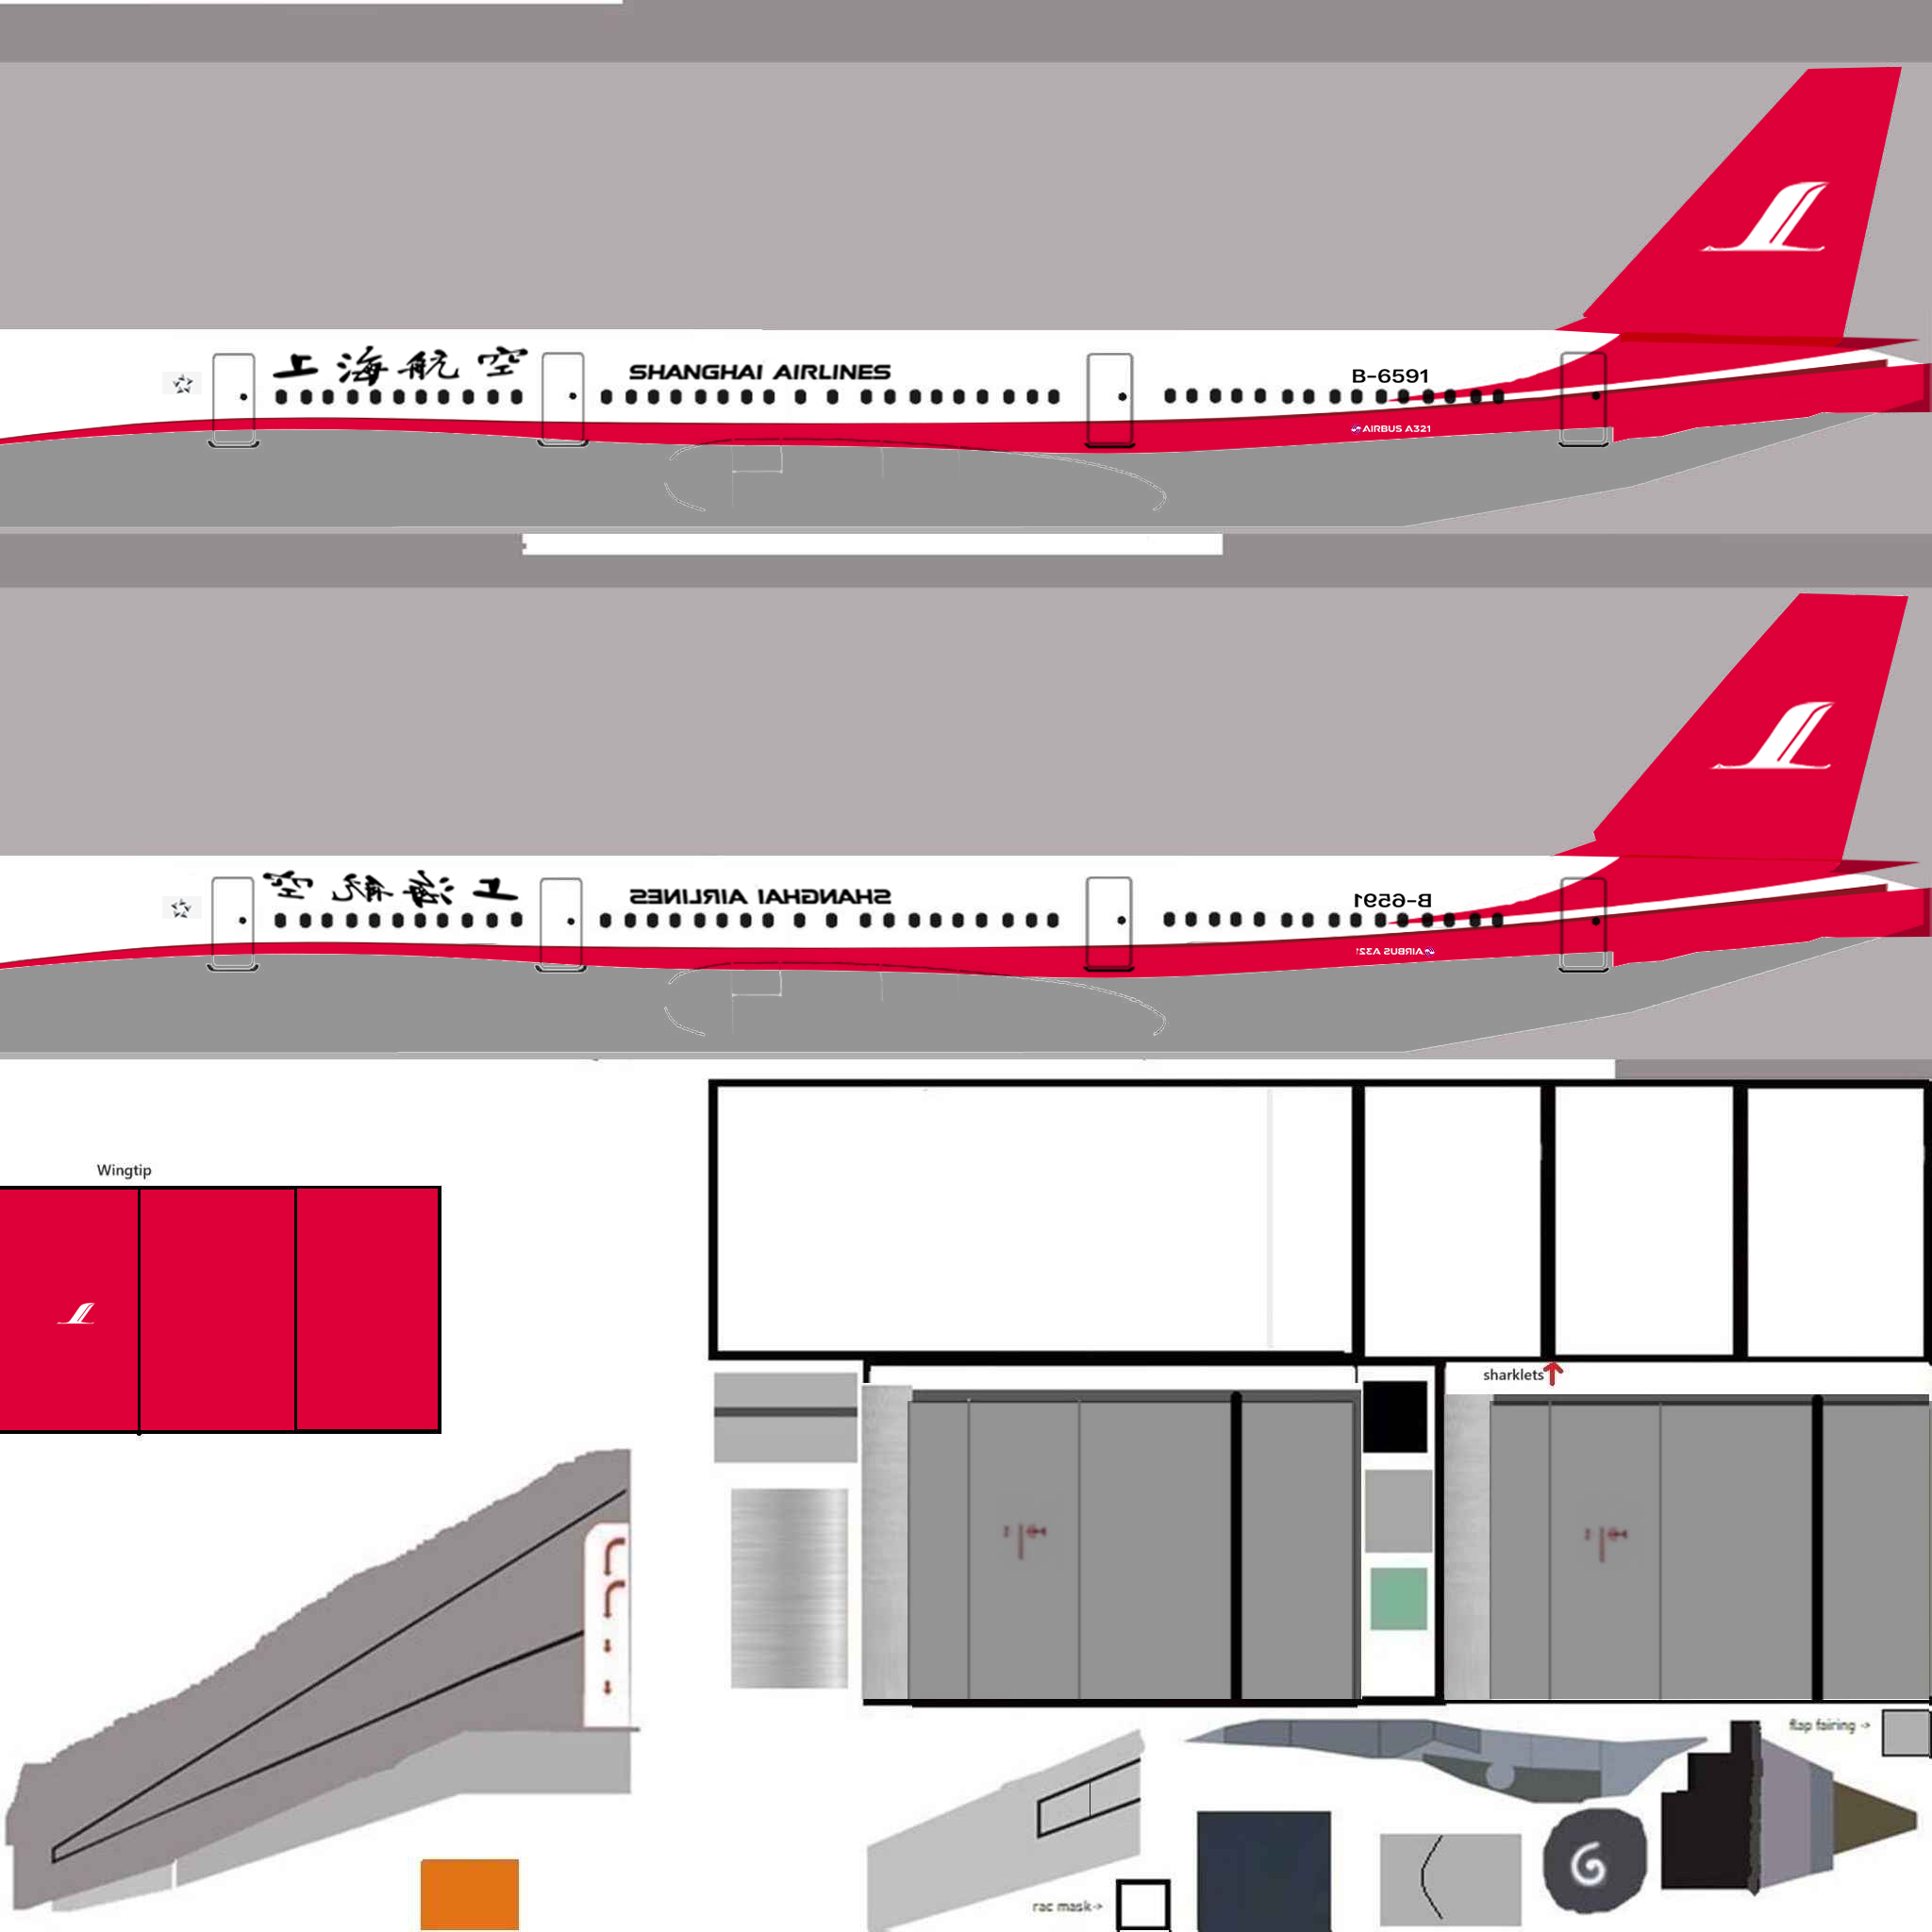 上海航空
SHANGHAI AIRLINES
B-6591
AIRBUS A321
上海航空
SHANGHAI AIRLINES
B-6591
AIRBUS A321
Wingtip
sharklets
flap fairing ->
rac mask->